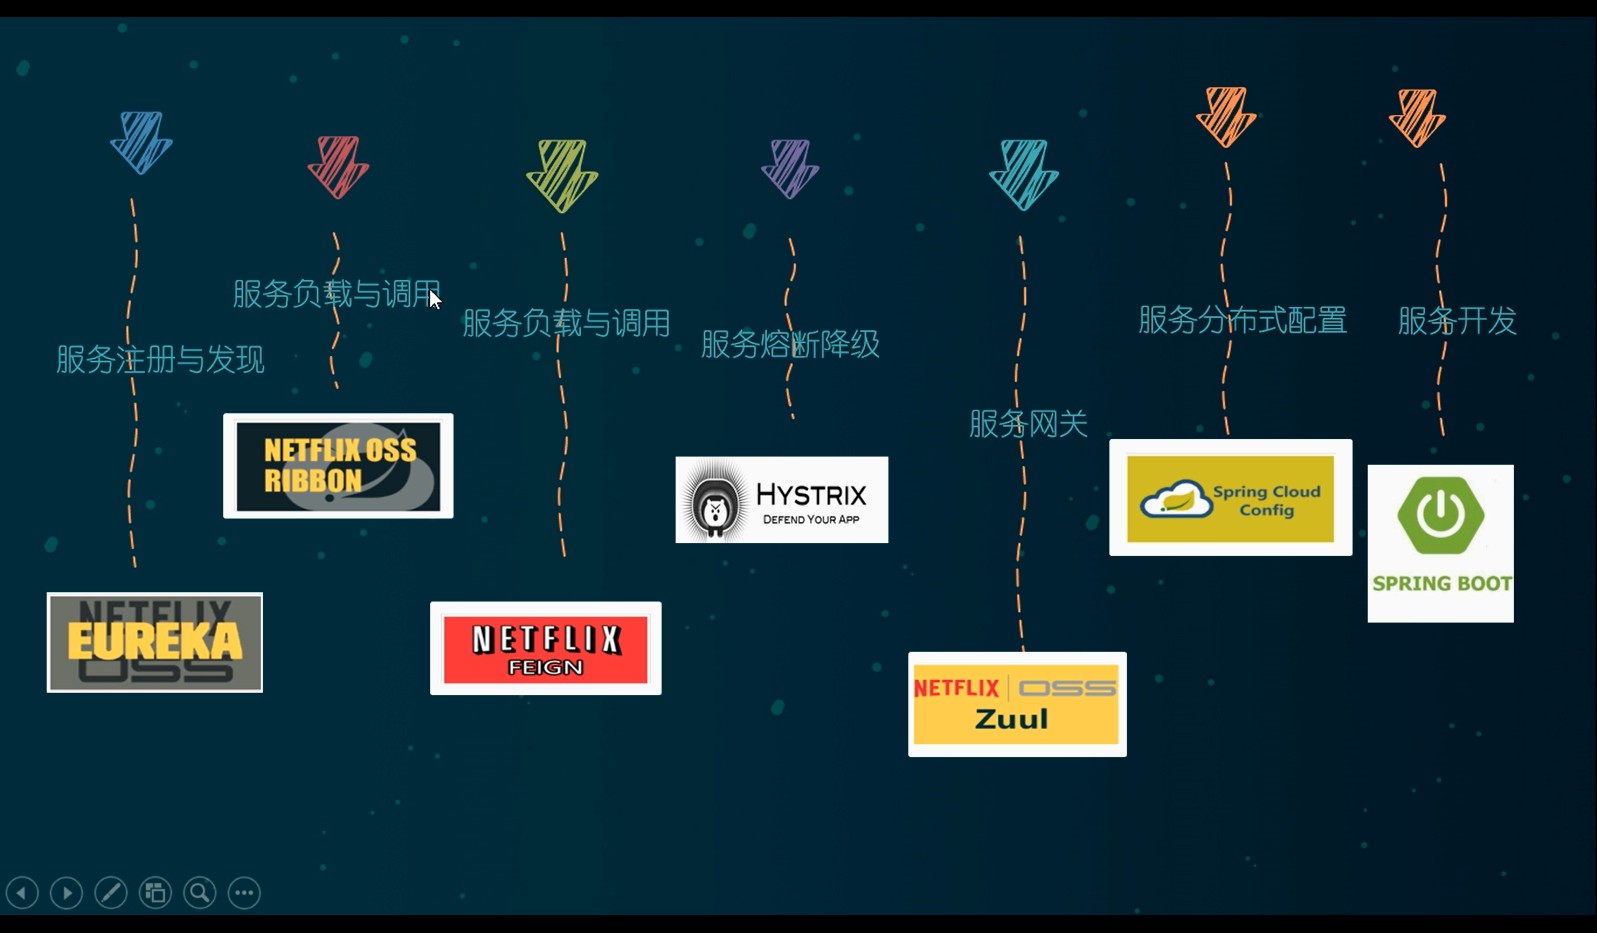 服务注册与发现
NETFLIX
EUREKA
OSS
服务负载与调用
NETFLIX OSS
RIBBON
服务负载与调用
NETFLIX
FEIGN
服务熔断降级
HYSTRIX
DEFEND YOUR APP
服务网关
NETFLIX OSS
Zuul
服务分布式配置
Spring Cloud
Config
服务开发
SPRING BOOT